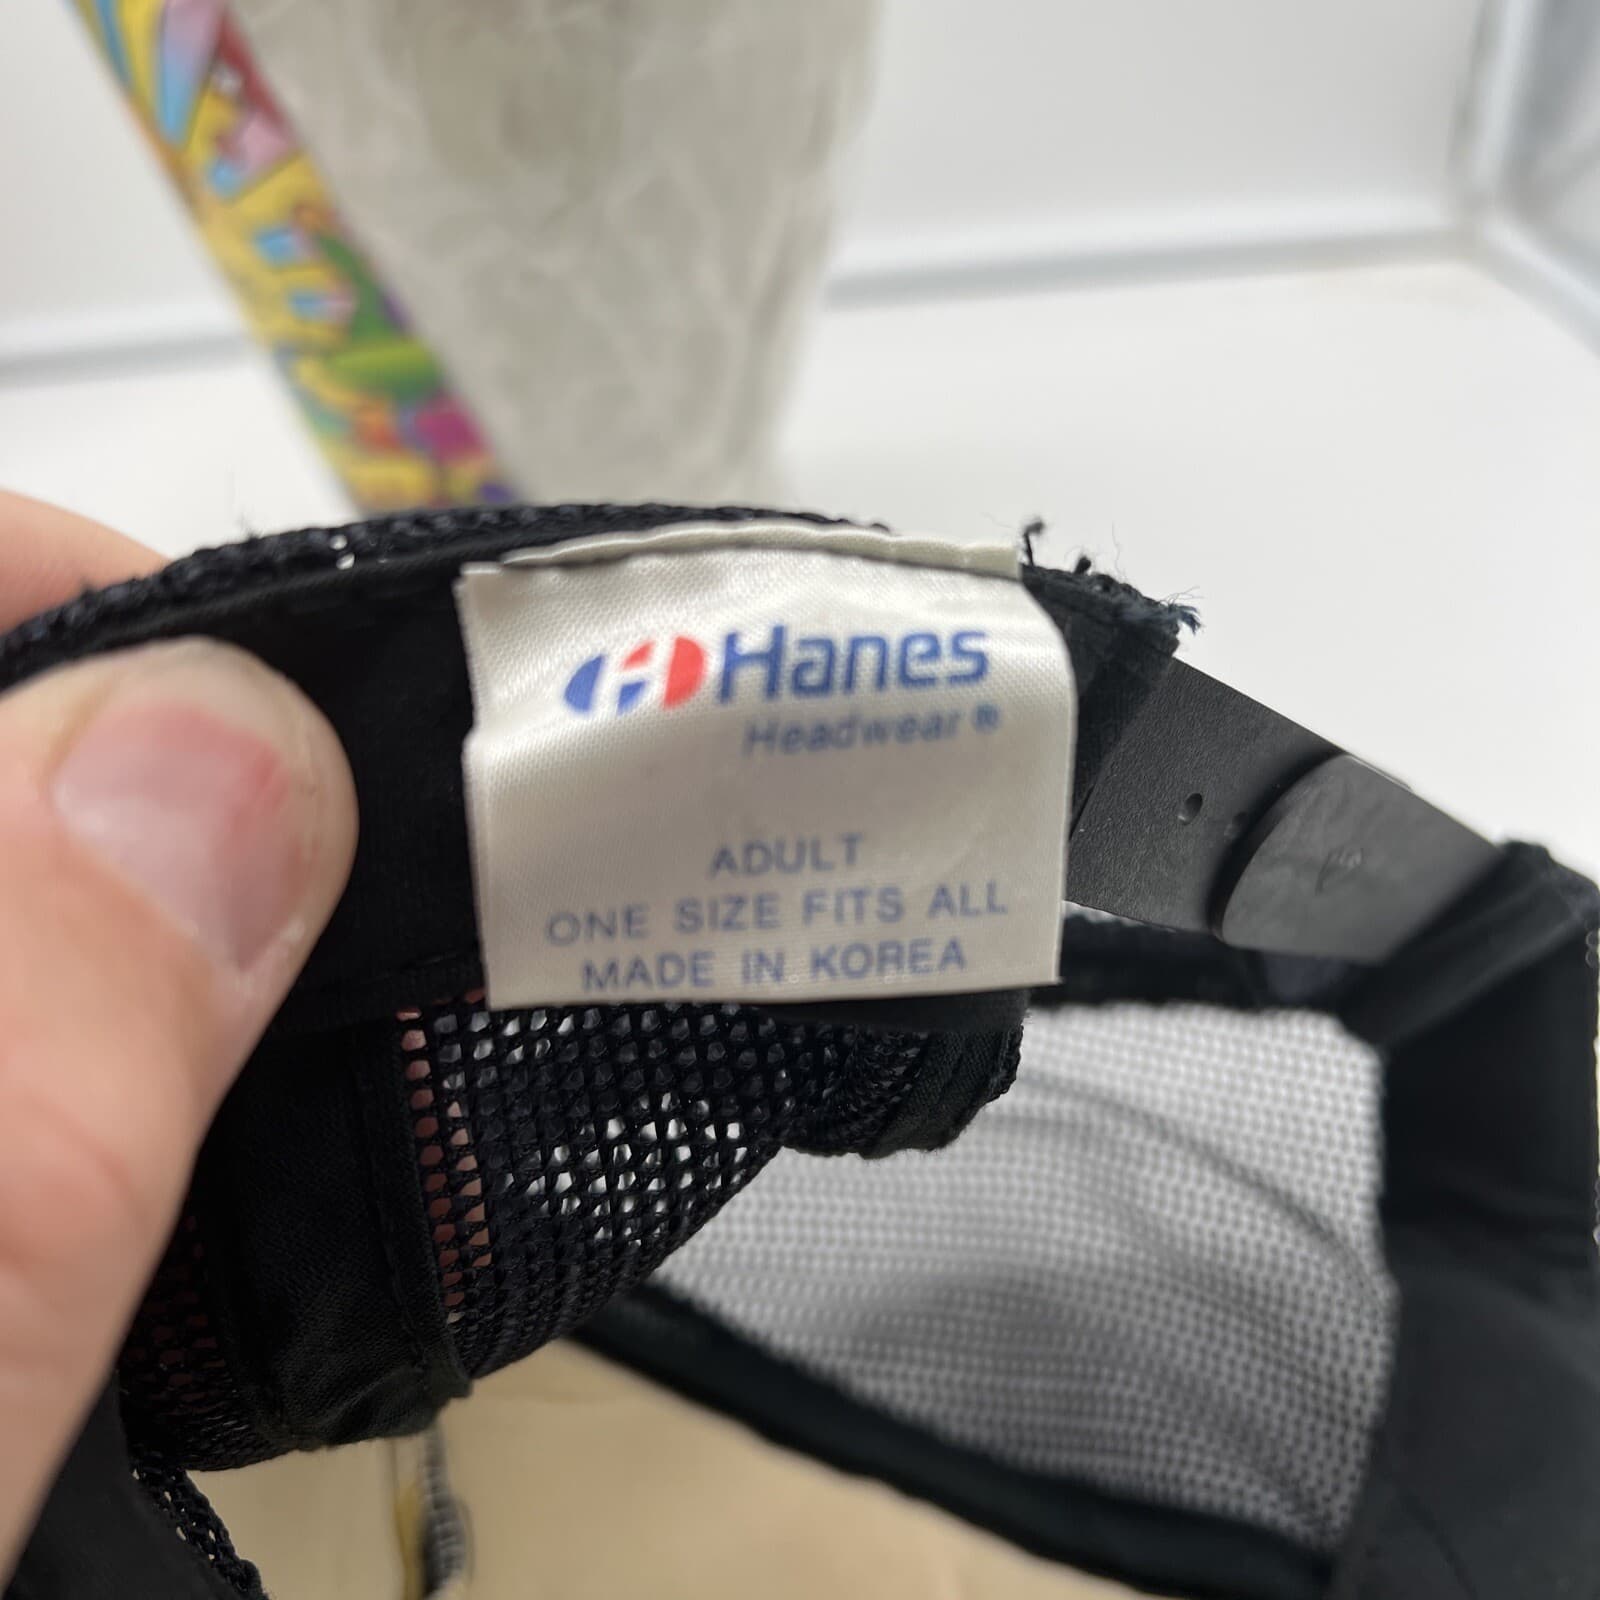 Hanes
Headwear®
ADULT
ONE SIZE FITS ALL
MADE IN KOREA